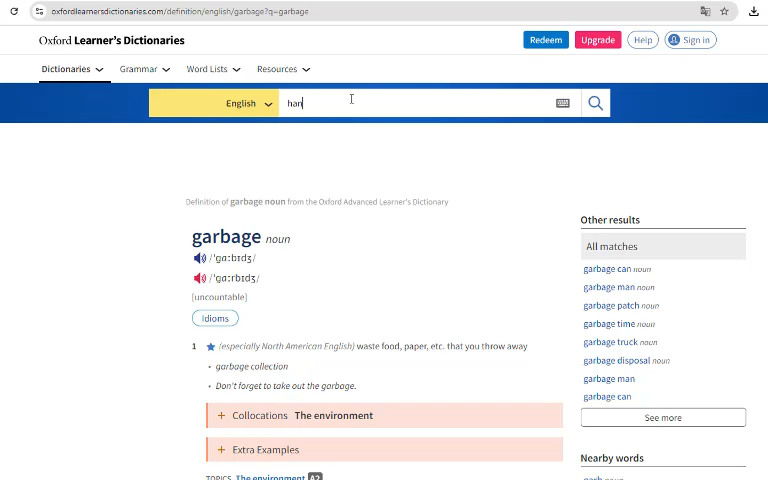 oxfordlearnersdictionaries.com/definition/english/garbage?q=garbage
Oxford Learner's Dictionaries
Redeem Upgrade Help Sign in
Dictionaries Grammar Word Lists Resources
English han
Definition of garbage noun from the Oxford Advanced Learner's Dictionary
garbage noun
/ˈɡɑːbɪdʒ/
/ˈɡɑːrbɪdʒ/
[uncountable]
Idioms
1 (especially North American English) waste food, paper, etc. that you throw away
• garbage collection
• Don't forget to take out the garbage.
+ Collocations The environment
+ Extra Examples
TOPICS The environment A2
Other results
All matches
garbage can noun
garbage man noun
garbage patch noun
garbage time noun
garbage truck noun
garbage disposal noun
garbage man
garbage can
See more
Nearby words
garb noun